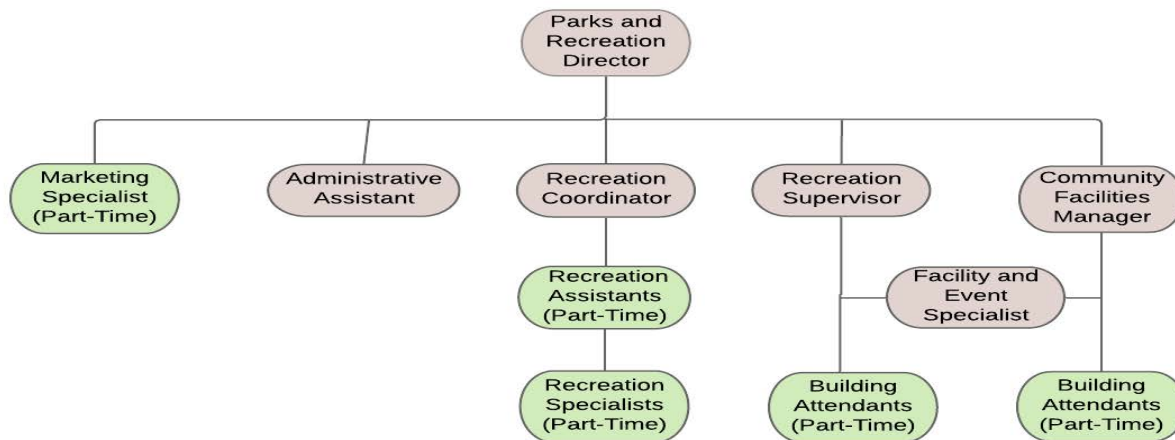 Parks and
Recreation
Director
Marketing
Specialist
(Part-Time)
Administrative
Assistant
Recreation
Coordinator
Recreation
Supervisor
Community
Facilities
Manager
Recreation
Assistants
(Part-Time)
Facility and
Event
Specialist
Recreation
Specialists
(Part-Time)
Building
Attendants
(Part-Time)
Building
Attendants
(Part-Time)